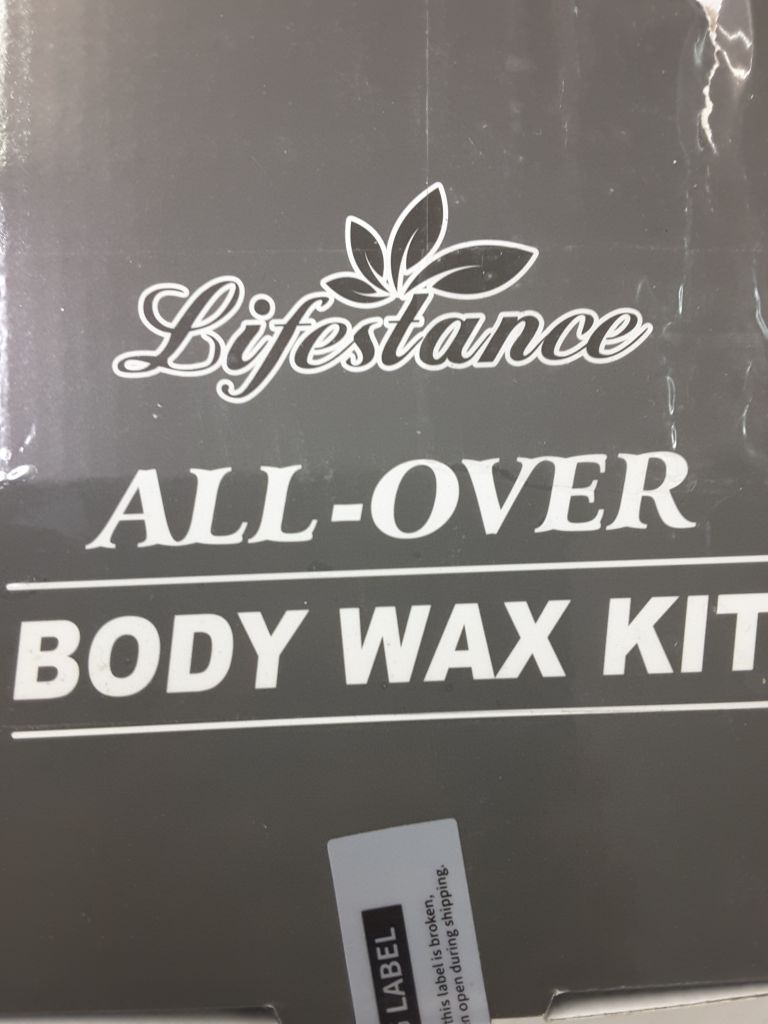 Lifestance
ALL-OVER
BODY WAX KIT
LABEL
this label is broken,
open during shipping.